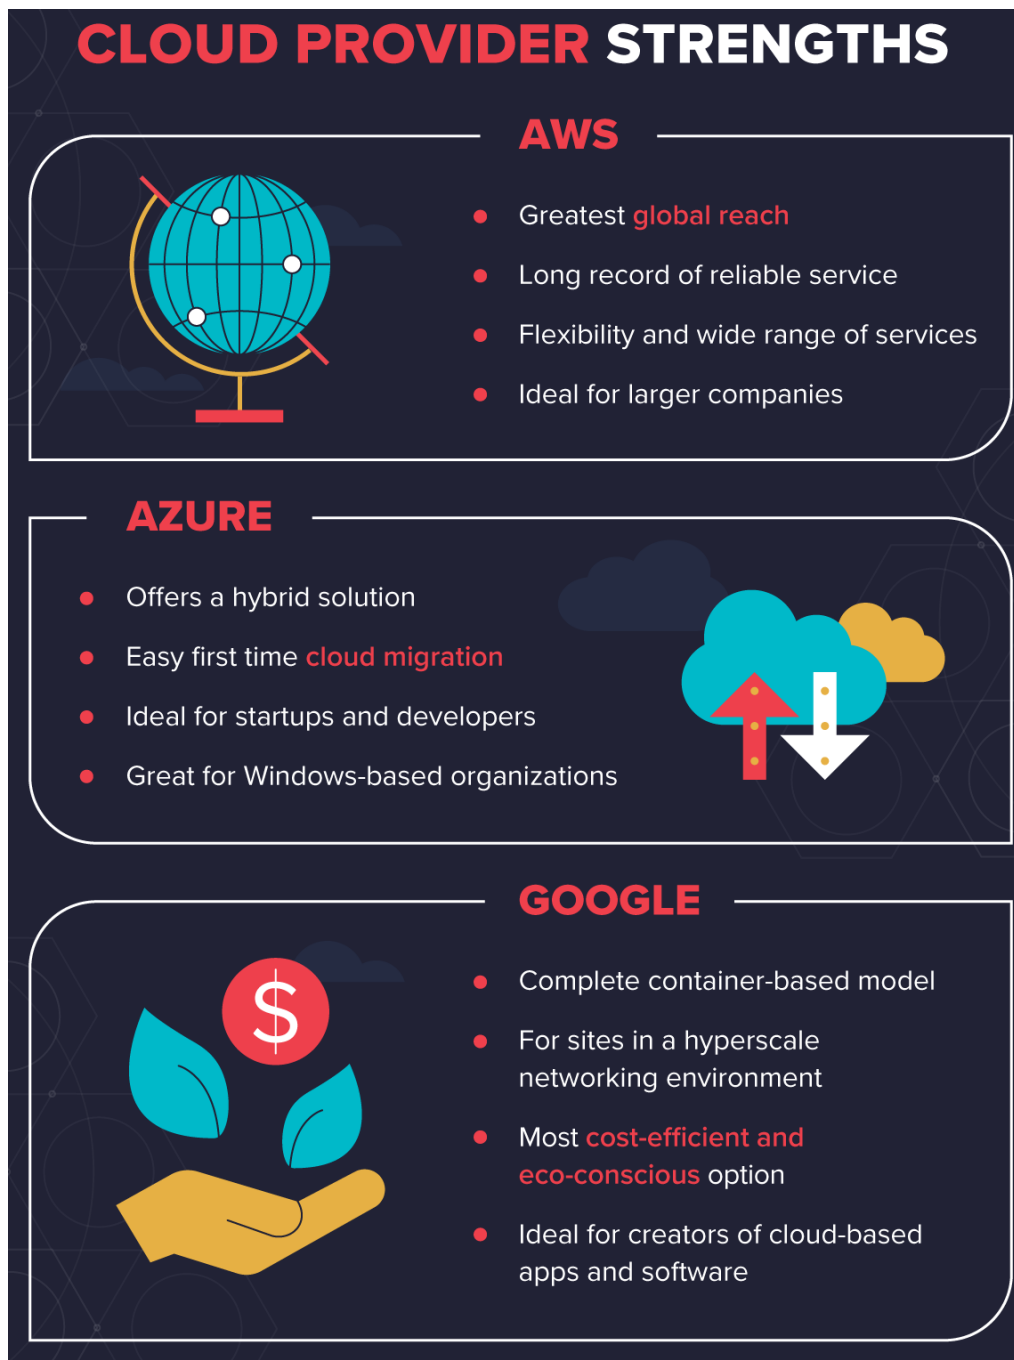 CLOUD PROVIDER STRENGTHS
AWS
Greatest global reach
Long record of reliable service
Flexibility and wide range of services
Ideal for larger companies
AZURE
Offers a hybrid solution
Easy first time cloud migration
Ideal for startups and developers
Great for Windows-based organizations
GOOGLE
$
Complete container-based model
For sites in a hyperscale
networking environment
Most cost-efficient and
eco-conscious option
Ideal for creators of cloud-based
apps and software